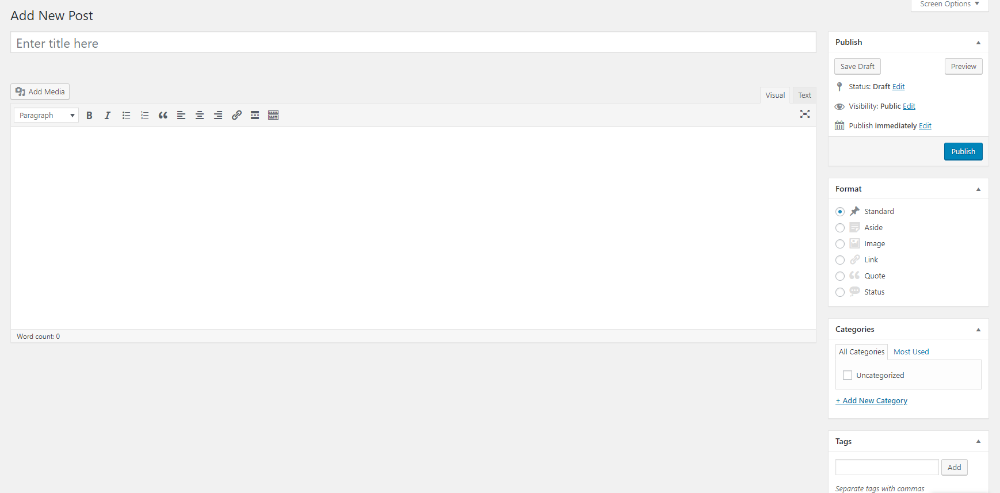 Screen Options
Add New Post
Enter title here
Add Media
Visual Text
Paragraph B I
Word count: 0
Publish
Save Draft Preview
Status: Draft Edit
Visibility: Public Edit
Publish immediately Edit
Publish
Format
Standard
Aside
Image
Link
Quote
Status
Categories
All Categories Most Used
Uncategorized
+ Add New Category
Tags
Add
Separate tags with commas